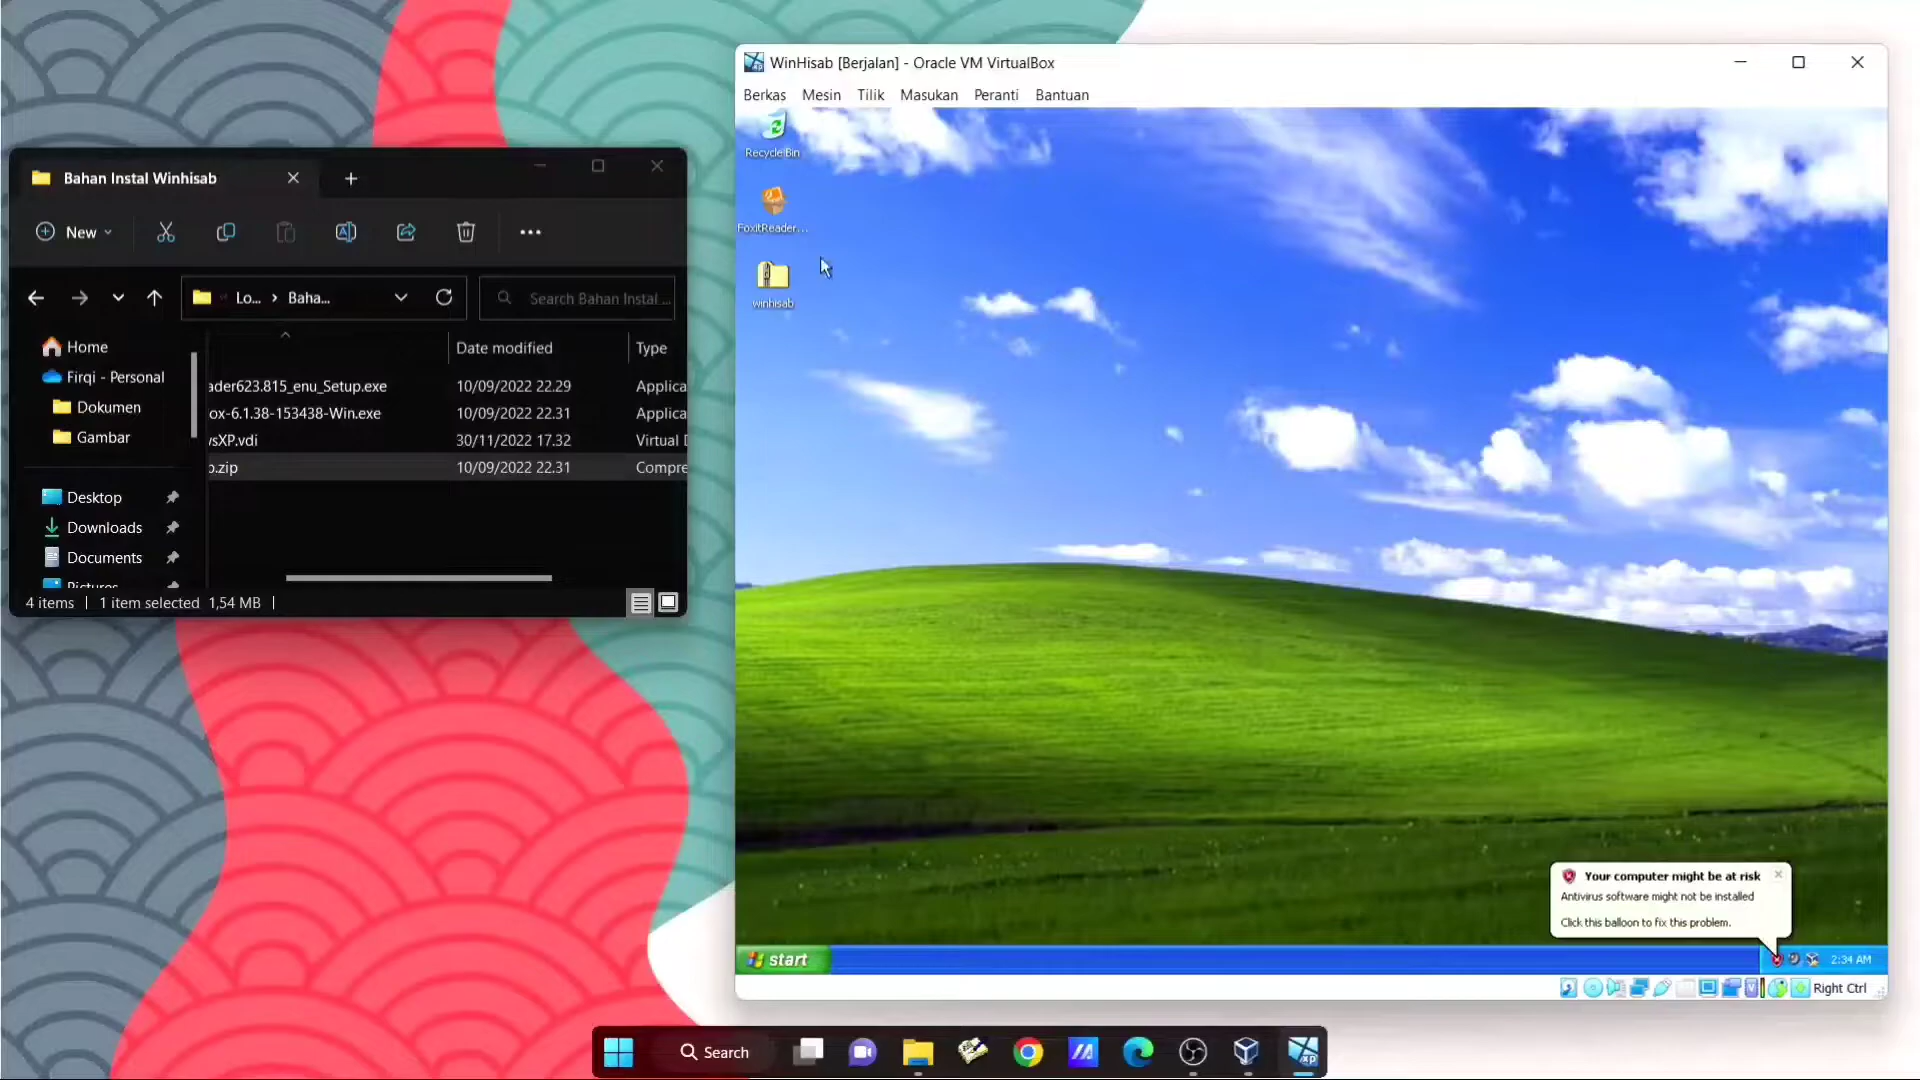 WinHisab [Berjalan] - Oracle VM VirtualBox
Berkas Mesin Tilik Masukan Peranti Bantuan
Recycle Bin
FoxitReader...
winhisab
Bahan Instal Winhisab
New
Lo... › Baha...
Search Bahan Instal ...
Home
Firqi - Personal
Dokumen
Gambar
Desktop
Downloads
Documents
Pictures
Date modified Type
ader623.815_enu_Setup.exe 10/09/2022 22.29 Applica
ox-6.1.38-153438-Win.exe 10/09/2022 22.31 Applica
sXP.vdi 30/11/2022 17.32 Virtual D
.zip 10/09/2022 22.31 Compre
4 items 1 item selected 1,54 MB
Your computer might be at risk
Antivirus software might not be installed
Click this balloon to fix this problem.
start
2:34 AM
Right Ctrl
Search
XP